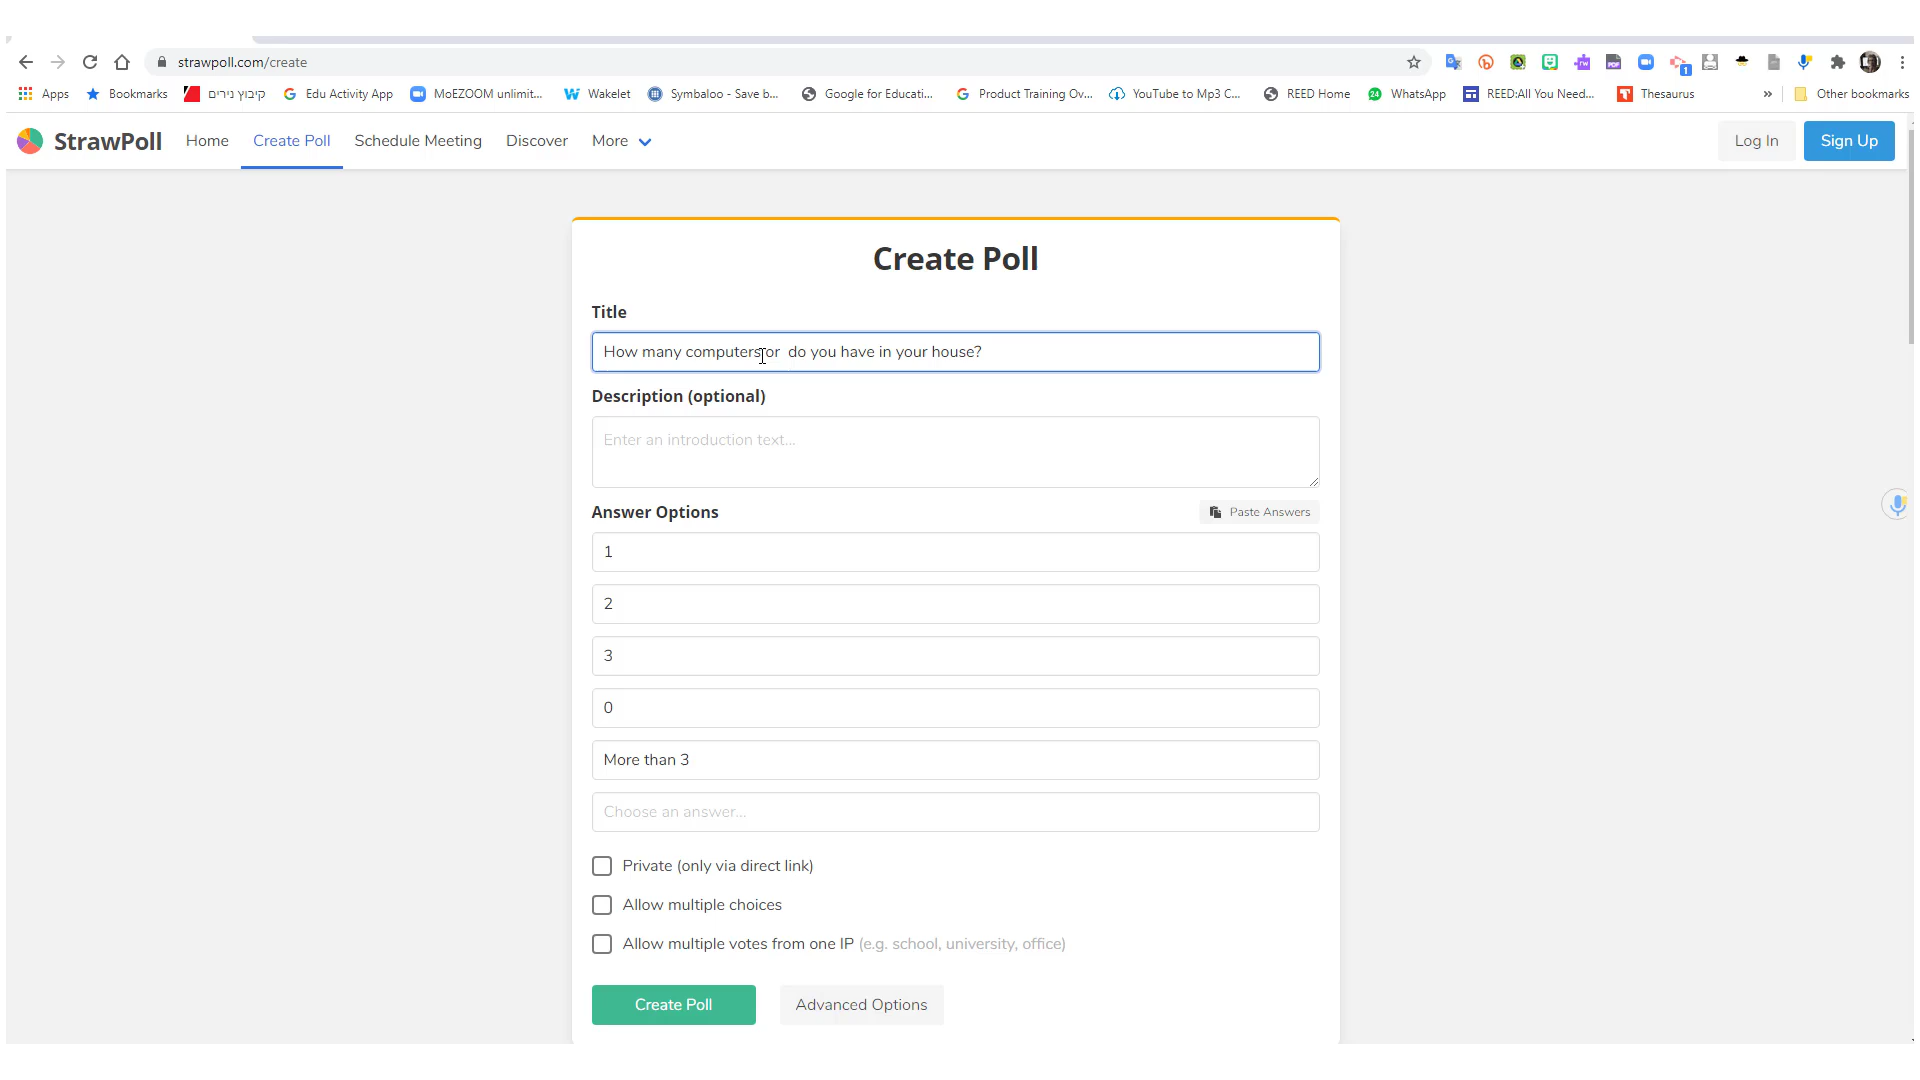 strawpoll.com/create
Apps Bookmarks קיבוץ נירים Edu Activity App MoEZOOM unlimit... Wakelet Symbaloo - Save b... Google for Educati... Product Training Ov... YouTube to Mp3 C... REED Home WhatsApp REED:All You Need... Thesaurus » Other bookmarks
StrawPoll Home Create Poll Schedule Meeting Discover More Log In Sign Up
Create Poll
Title
How many computers or  do you have in your house?
Description (optional)
Enter an introduction text...
Answer Options Paste Answers
1
2
3
0
More than 3
Choose an answer...
Private (only via direct link)
Allow multiple choices
Allow multiple votes from one IP (e.g. school, university, office)
Create Poll Advanced Options